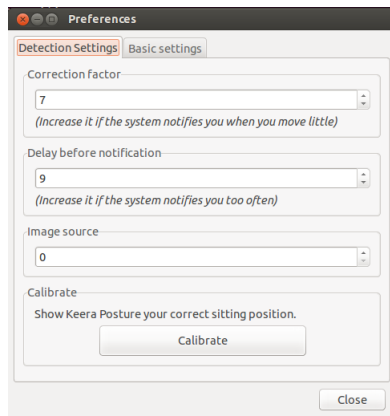 Preferences
Detection Settings Basic settings
Correction factor
7
(Increase it if the system notifies you when you move little)
Delay before notification
9
(Increase it if the system notifies you too often)
Image source
0
Calibrate
Show Keera Posture your correct sitting position.
Calibrate
Close